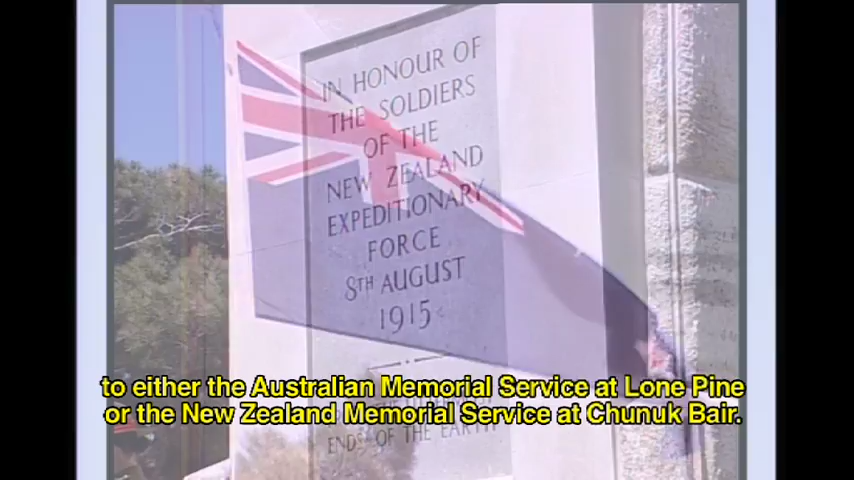 IN HONOUR OF
THE SOLDIERS
OF THE
NEW ZEALAND
EXPEDITIONARY
FORCE
8TH AUGUST
1915
to either the Australian Memorial Service at Lone Pine
or the New Zealand Memorial Service at Chunuk Bair.
ENDS OF THE EARTH